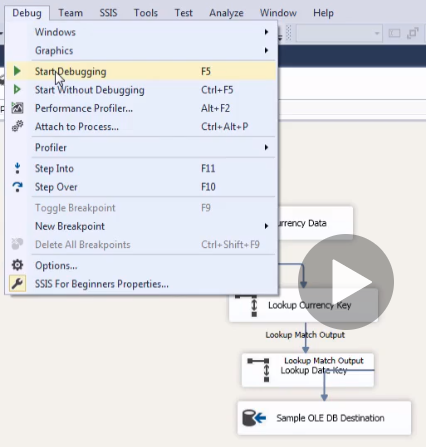 Debug Team SSIS Tools Test Analyze Window Help
Windows
Graphics
Start Debugging F5
Start Without Debugging Ctrl+F5
Performance Profiler... Alt+F2
Attach to Process... Ctrl+Alt+P
Profiler
Step Into F11
Step Over F10
Toggle Breakpoint F9
New Breakpoint
Delete All Breakpoints Ctrl+Shift+F9
Options...
SSIS For Beginners Properties...
urrency Data
Lookup Currency Key
Lookup Match Output
Lookup Match Output
Lookup Date Key
Sample OLE DB Destination